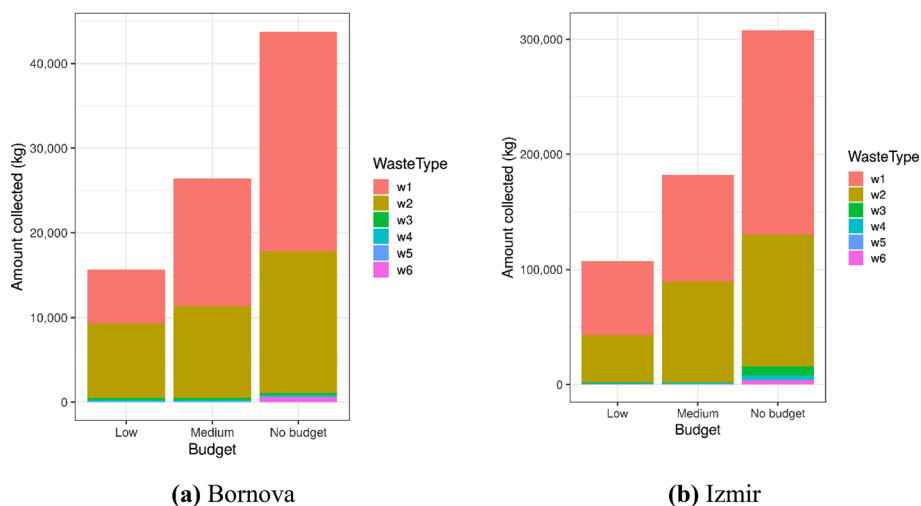 Amount collected (kg)
40,000
30,000
20,000
10,000
0
Low
Medium
No budget
Budget
WasteType
w1
w2
w3
w4
w5
w6
(a) Bornova
Amount collected (kg)
300,000
200,000
100,000
0
Low
Medium
No budget
Budget
WasteType
w1
w2
w3
w4
w5
w6
(b) Izmir